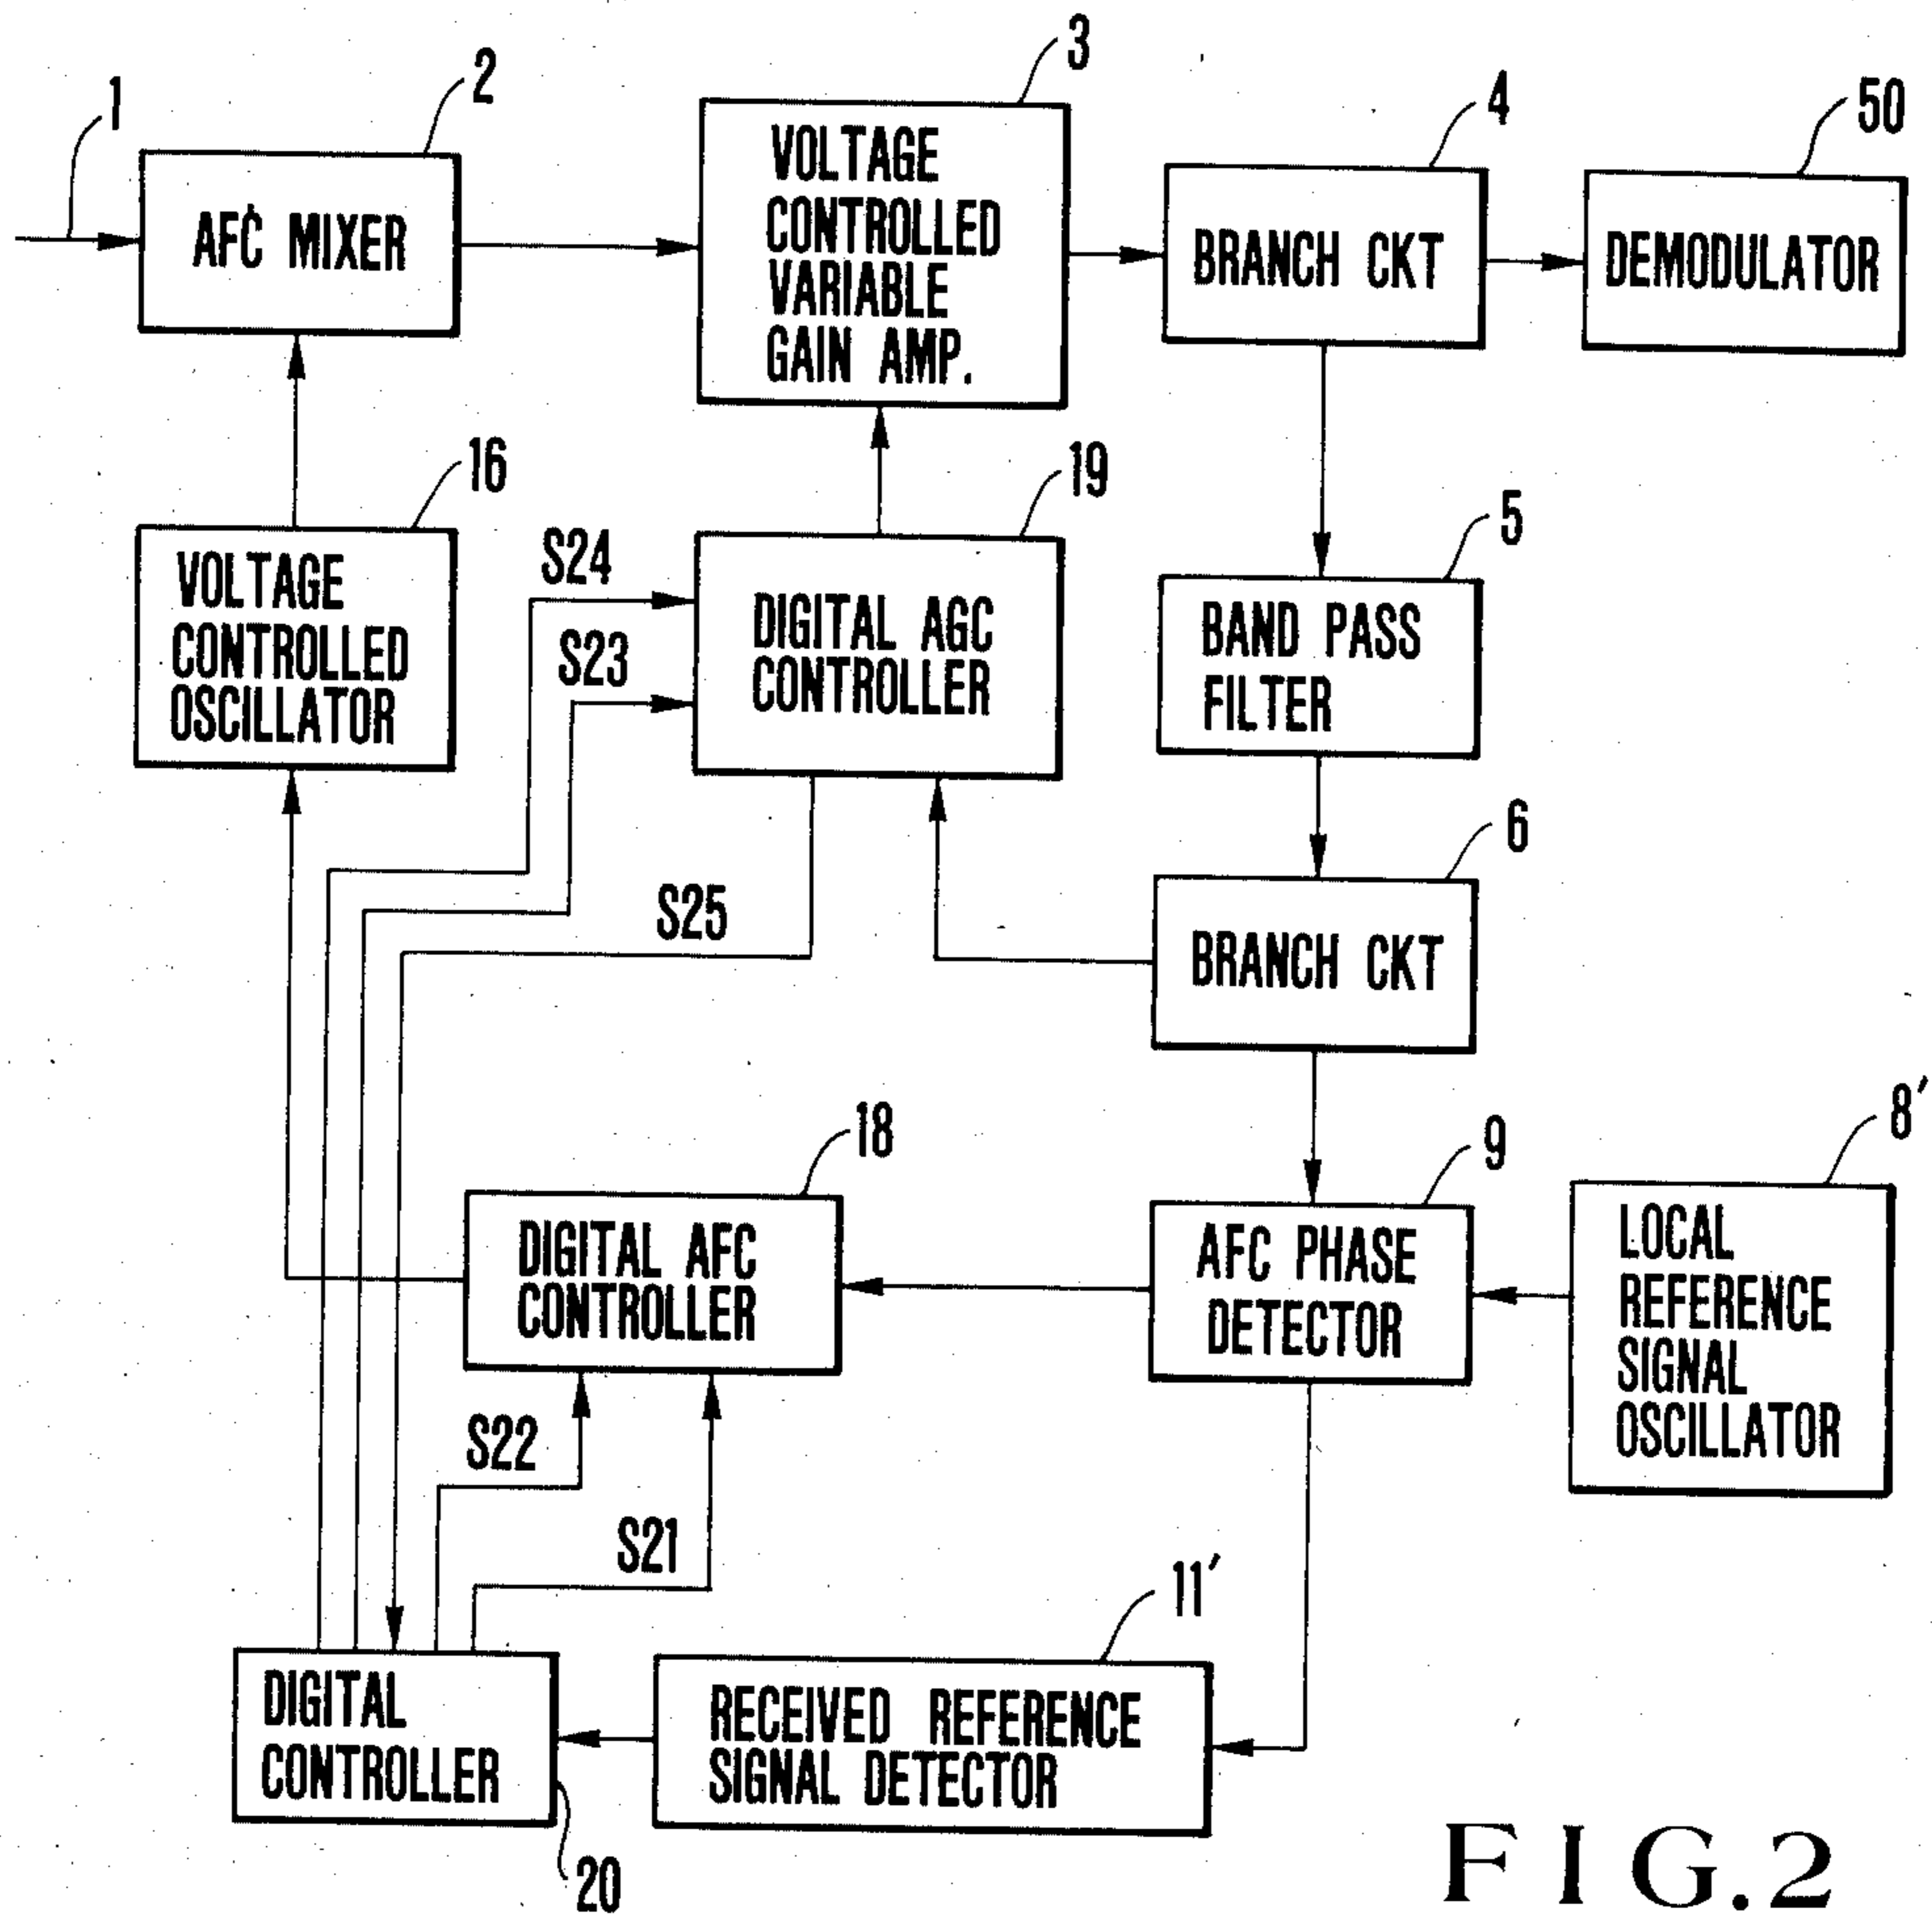 1
2
3
4
50
AFC MIXER
VOLTAGE
CONTROLLED
VARIABLE
GAIN AMP.
BRANCH CKT
DEMODULATOR
16
19
5
VOLTAGE
CONTROLLED
OSCILLATOR
S24
S23
DIGITAL AGC
CONTROLLER
BAND PASS
FILTER
6
S25
BRANCH CKT
18
9
8'
DIGITAL AFC
CONTROLLER
AFC PHASE
DETECTOR
LOCAL
REFERENCE
SIGNAL
OSCILLATOR
S22
S21
11'
DIGITAL
CONTROLLER
RECEIVED REFERENCE
SIGNAL DETECTOR
20
FIG.2